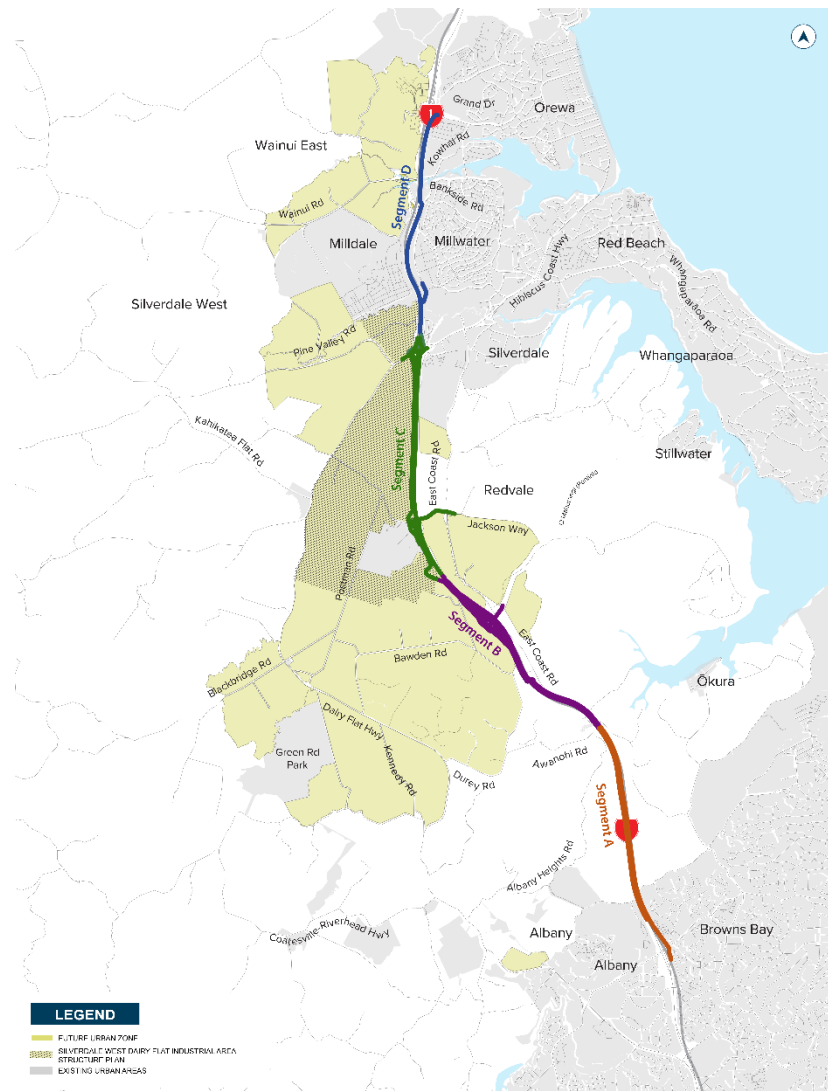 Grand Dr
Orewa
1
Wainui East
Kowhai Rd
Segment D
Bankside Rd
Wainui Rd
Milldale
Millwater
Red Beach
Hibiscus Coast Hwy
Whangaparāoa Rd
Silverdale West
Pine Valley Rd
Silverdale
Whangaparaoa
Kahikatea Flat Rd
Segment C
East Coast Rd
Stillwater
Redvale
Jackson Way
Postman Rd
Segment B
East Coast Rd
Bawden Rd
Blackbridge Rd
Ōkura
Dairy Flat Hwy
Green Rd
Park
Kennedy Rd
Awanohi Rd
Durey Rd
Segment A
Albany Heights Rd
Coatesville-Riverhead Hwy
Albany
Browns Bay
Albany
LEGEND
FUTURE URBAN ZONE
SILVERDALE WEST DAIRY FLAT INDUSTRIAL AREA
STRUCTURE PLAN
EXISTING URBAN AREAS